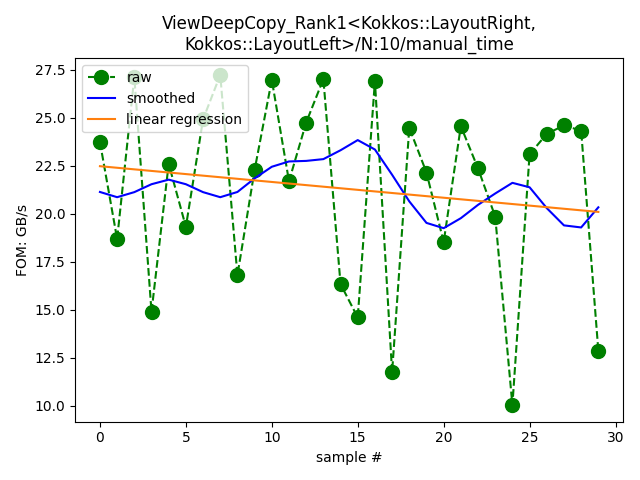 ViewDeepCopy_Rank1<Kokkos::LayoutRight,
Kokkos::LayoutLeft>/N:10/manual_time
raw
smoothed
linear regression
FOM: GB/s
27.5
25.0
22.5
20.0
17.5
15.0
12.5
10.0
0
5
10
15
20
25
30
sample #